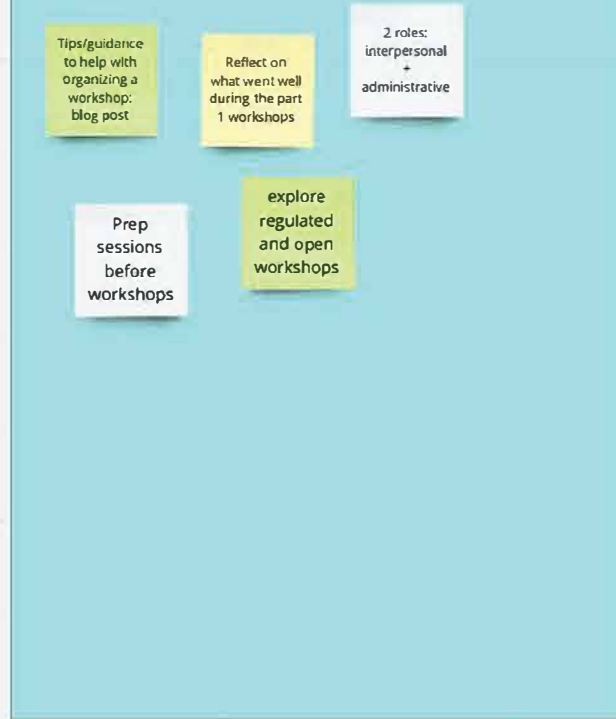 Tips/guidance
to help with
organizing a
workshop:
blog post
Reflect on
what went well
during the part
1 workshops
2 roles:
interpersonal
+
administrative
Prep
sessions
before
workshops
explore
regulated
and open
workshops